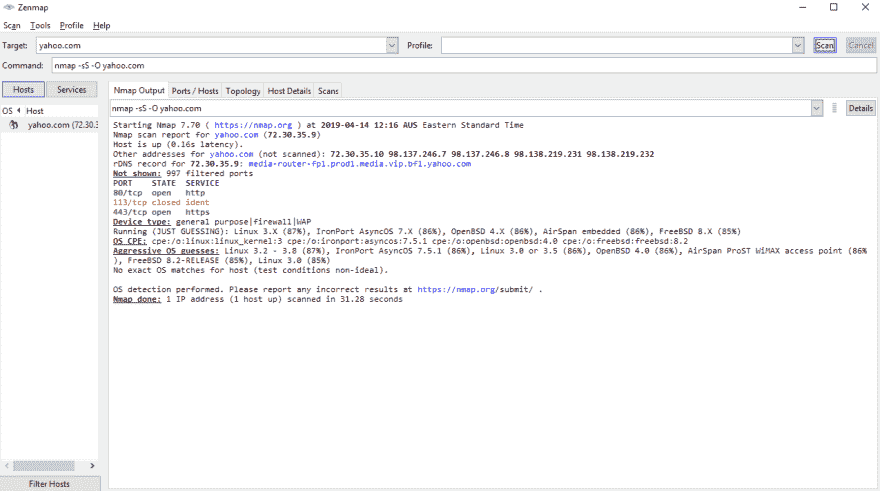 Zenmap
Scan Tools Profile Help
Target: yahoo.com Profile: Scan Cancel
Command: nmap -sS -O yahoo.com
Hosts Services
OS Host
yahoo.com (72.30.3
Nmap Output Ports / Hosts Topology Host Details Scans
nmap -sS -O yahoo.com Details
Starting Nmap 7.70 ( https://nmap.org ) at 2019-04-14 12:16 AUS Eastern Standard Time
Nmap scan report for yahoo.com (72.30.35.9)
Host is up (0.16s latency).
Other addresses for yahoo.com (not scanned): 72.30.35.10 98.137.246.7 98.137.246.8 98.138.219.231 98.138.219.232
rDNS record for 72.30.35.9: media-router-fp1.prod1.media.vip.bf1.yahoo.com
Not shown: 997 filtered ports
PORT STATE SERVICE
80/tcp open http
113/tcp closed ident
443/tcp open https
Device type: general purpose|firewall|WAP
Running (JUST GUESSING): Linux 3.X (87%), IronPort AsyncOS 7.X (86%), OpenBSD 4.X (86%), AirSpan embedded (86%), FreeBSD 8.X (85%)
OS CPE: cpe:/o:linux:linux_kernel:3 cpe:/o:ironport:asyncos:7.5.1 cpe:/o:openbsd:openbsd:4.0 cpe:/o:freebsd:freebsd:8.2
Aggressive OS guesses: Linux 3.2 - 3.8 (87%), IronPort AsyncOS 7.5.1 (86%), Linux 3.0 or 3.5 (86%), OpenBSD 4.0 (86%), AirSpan ProST WiMAX access point (86%
), FreeBSD 8.2-RELEASE (85%), Linux 3.0 (85%)
No exact OS matches for host (test conditions non-ideal).
OS detection performed. Please report any incorrect results at https://nmap.org/submit/ .
Nmap done: 1 IP address (1 host up) scanned in 31.28 seconds
Filter Hosts